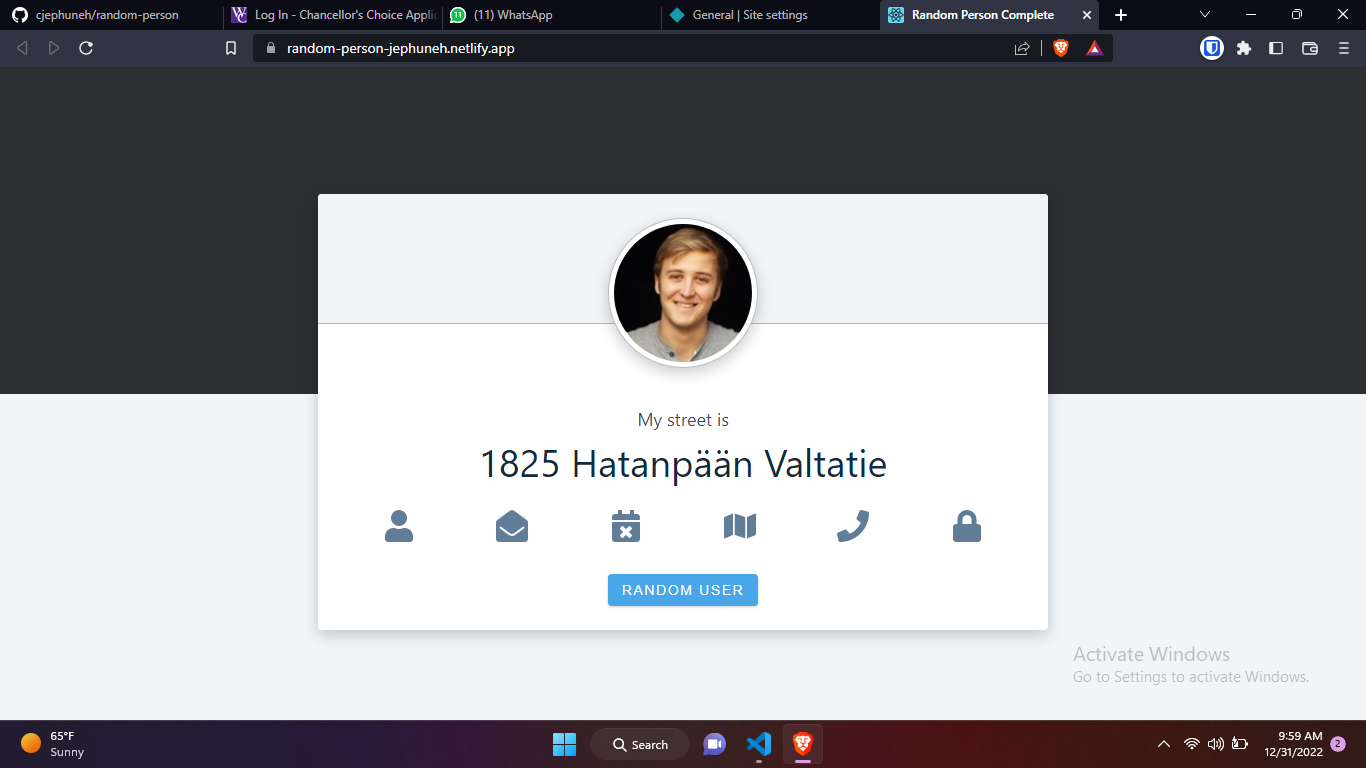 cjephuneh/random-person
Log In - Chancellor's Choice Applic
(11) WhatsApp
General | Site settings
Random Person Complete
random-person-jephuneh.netlify.app
My street is
1825 Hatanpään Valtatie
RANDOM USER
Activate Windows
Go to Settings to activate Windows.
65°F
Sunny
Search
9:59 AM
12/31/2022
2